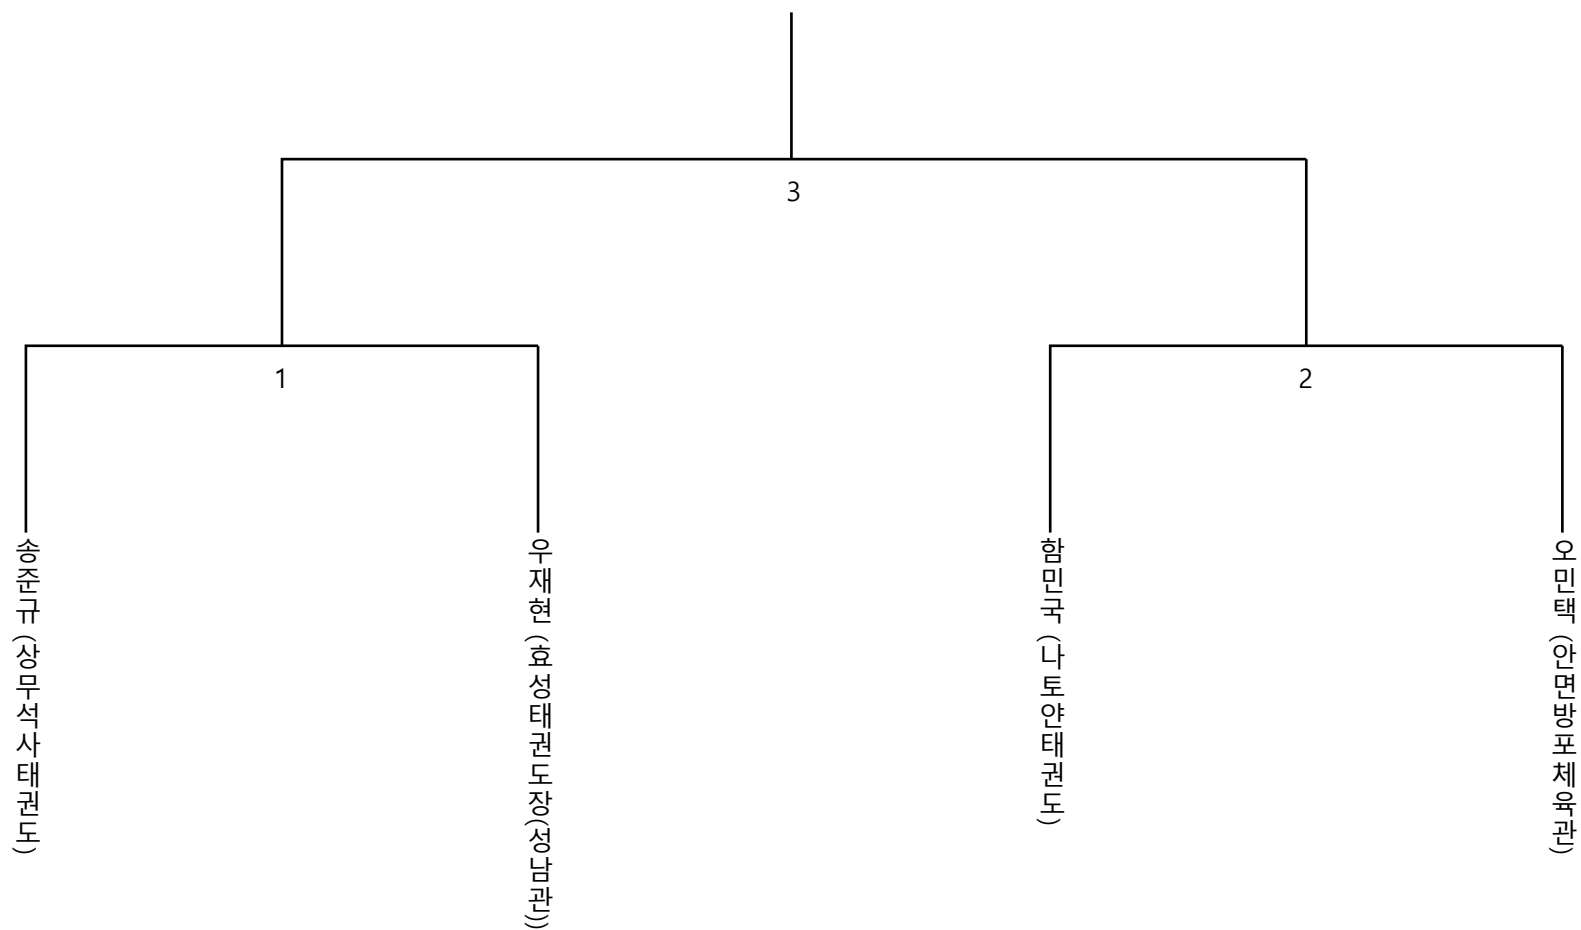 3
1
2
송준규 (상무석사태권도)
우재현 (효성태권도장(성남관))
함민국 (나토얀태권도)
오민택 (안면방포체육관)